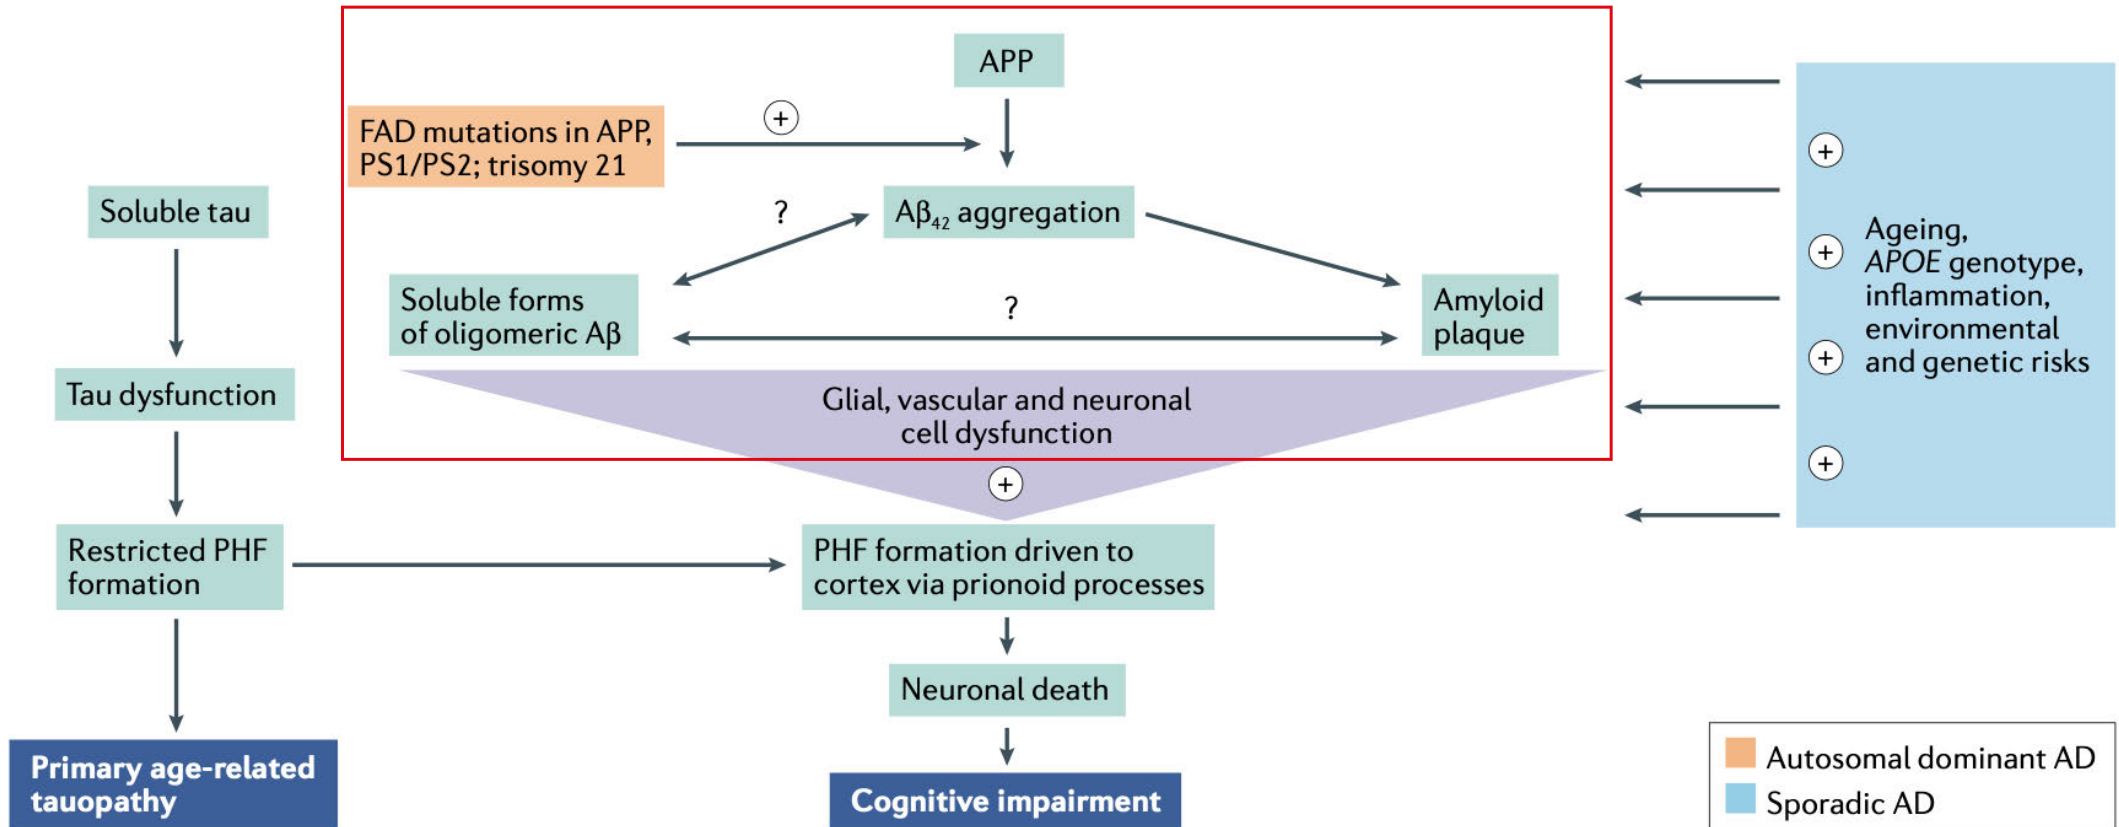 APP
+
FAD mutations in APP,
PS1/PS2; trisomy 21
Soluble tau
?
Aβ₄₂ aggregation
Soluble forms
of oligomeric Aβ
?
Amyloid
plaque
Tau dysfunction
Glial, vascular and neuronal
cell dysfunction
+
Restricted PHF
formation
PHF formation driven to
cortex via prionoid processes
Neuronal death
Primary age-related
tauopathy
Cognitive impairment
+
+
+
+
Ageing,
APOE genotype,
inflammation,
environmental
and genetic risks
Autosomal dominant AD
Sporadic AD